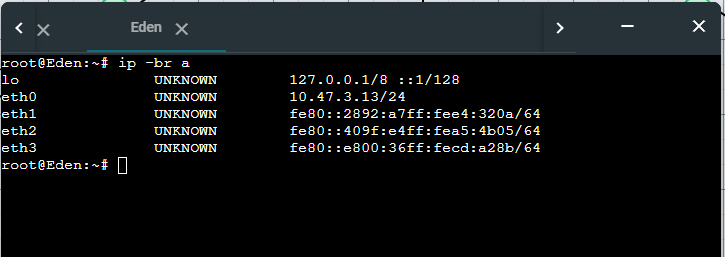 Eden
root@Eden:~# ip -br a
lo UNKNOWN 127.0.0.1/8 ::1/128
eth0 UNKNOWN 10.47.3.13/24
eth1 UNKNOWN fe80::2892:a7ff:fee4:320a/64
eth2 UNKNOWN fe80::409f:e4ff:fea5:4b05/64
eth3 UNKNOWN fe80::e800:36ff:fecd:a28b/64
root@Eden:~#